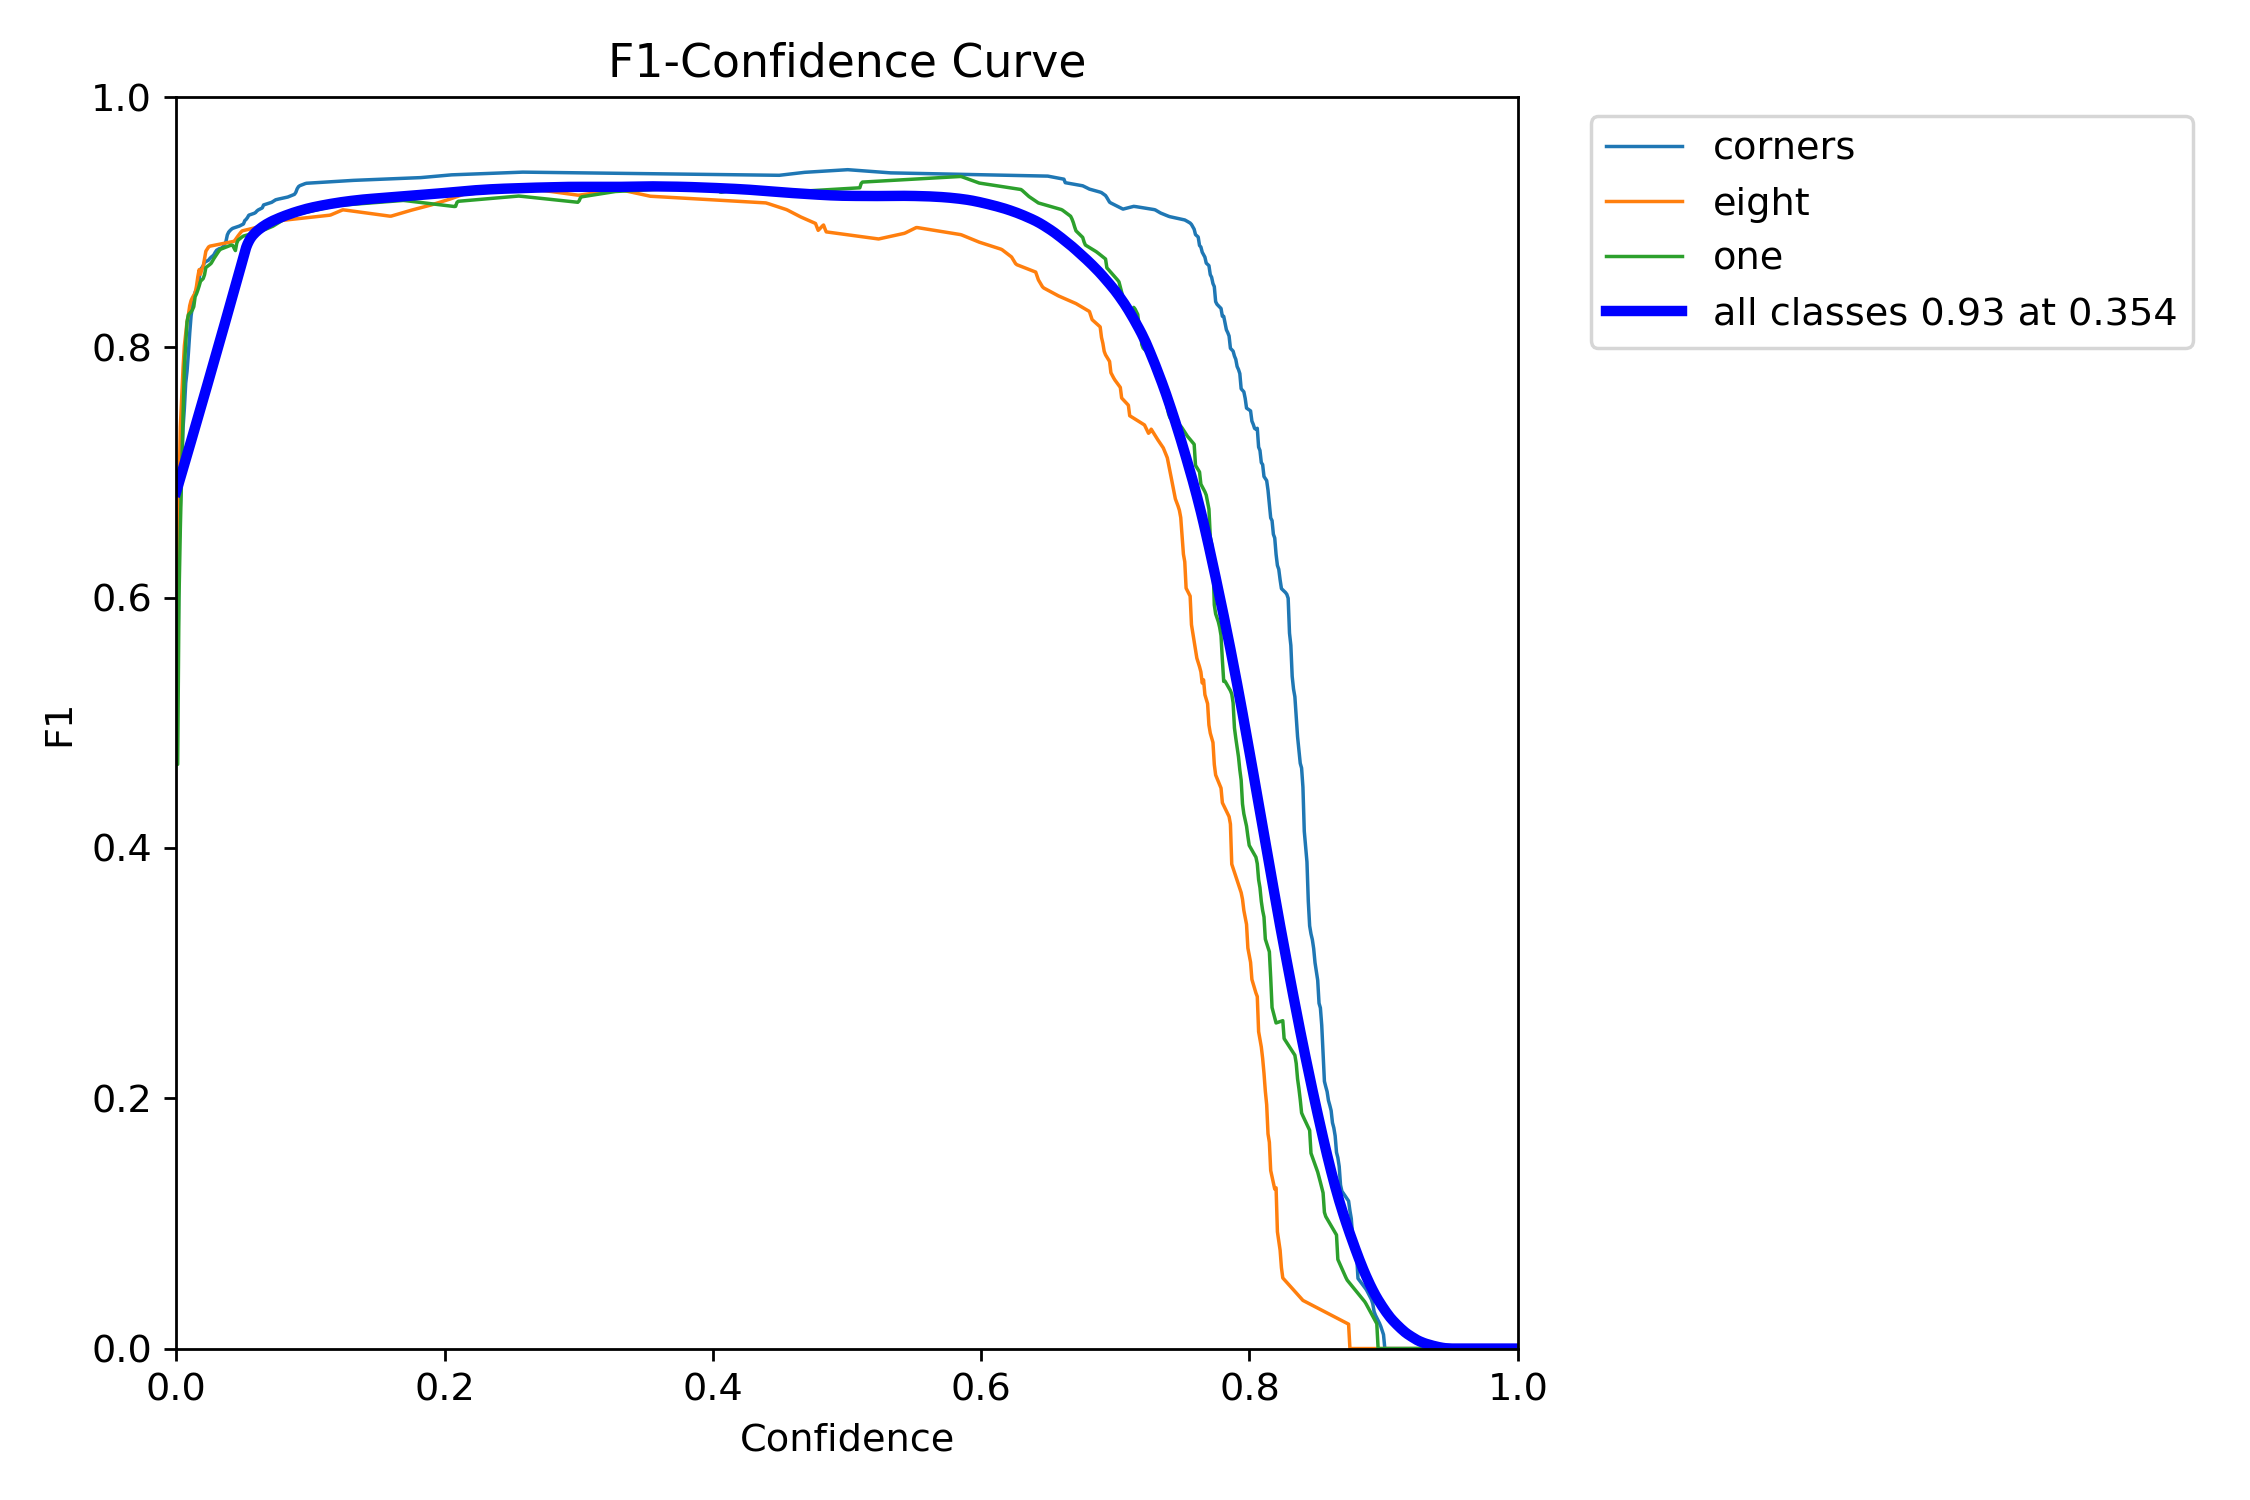 F1-Confidence Curve
1.0
0.8
0.6
0.4
0.2
0.0
F1
0.0 0.2 0.4 0.6 0.8 1.0
Confidence
corners
eight
one
all classes 0.93 at 0.354